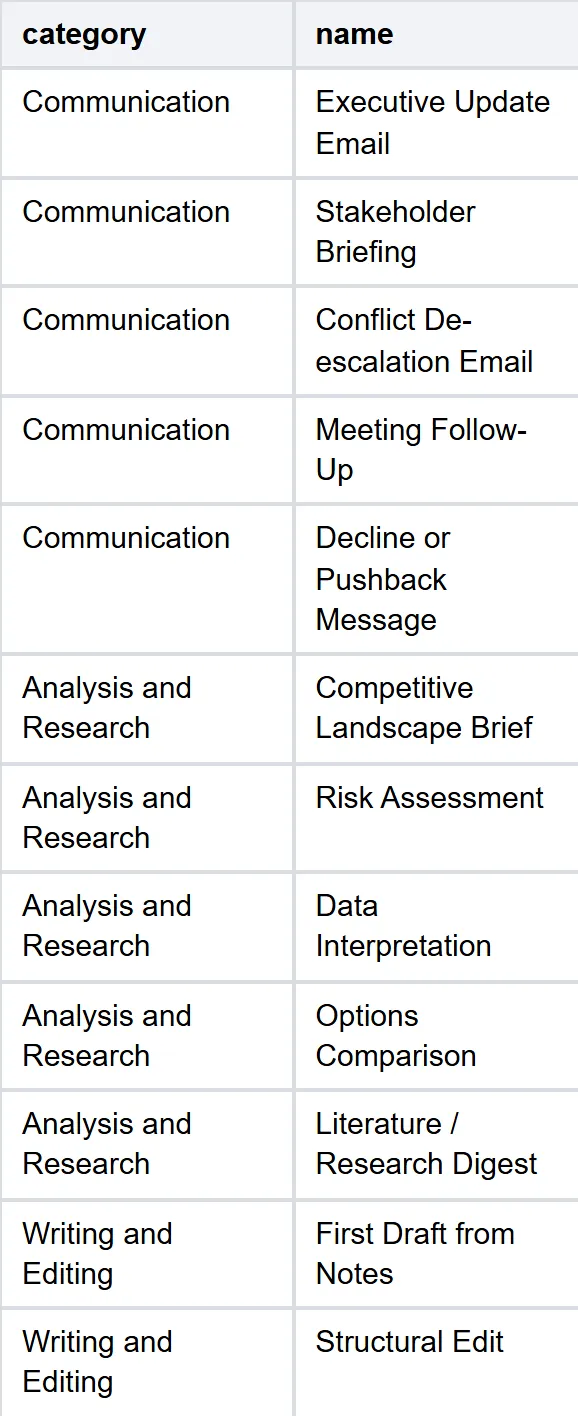 category name
Communication Executive Update
Email
Communication Stakeholder
Briefing
Communication Conflict De-
escalation Email
Communication Meeting Follow-
Up
Communication Decline or
Pushback
Message
Analysis and Competitive
Research Landscape Brief
Analysis and Risk Assessment
Research
Analysis and Data
Research Interpretation
Analysis and Options
Research Comparison
Analysis and Literature /
Research Research Digest
Writing and First Draft from
Editing Notes
Writing and Structural Edit
Editing